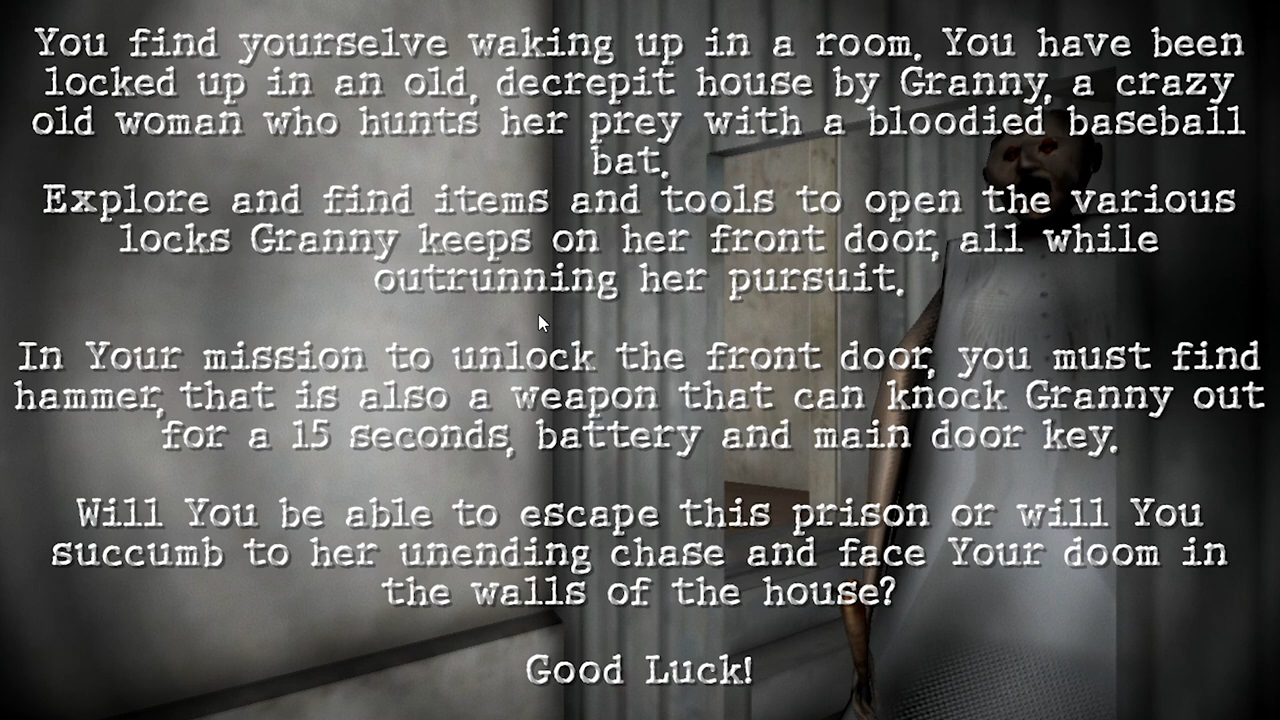 You find yourselve waking up in a room. You have been
locked up in an old, decrepit house by Granny, a crazy
old woman who hunts her prey with a bloodied baseball
bat.
Explore and find items and tools to open the various
locks Granny keeps on her front door, all while
outrunning her pursuit.
In Your mission to unlock the front door, you must find
hammer, that is also a weapon that can knock Granny out
for a 15 seconds, battery and main door key.
Will You be able to escape this prison or will You
succumb to her unending chase and face Your doom in
the walls of the house?
Good Luck!